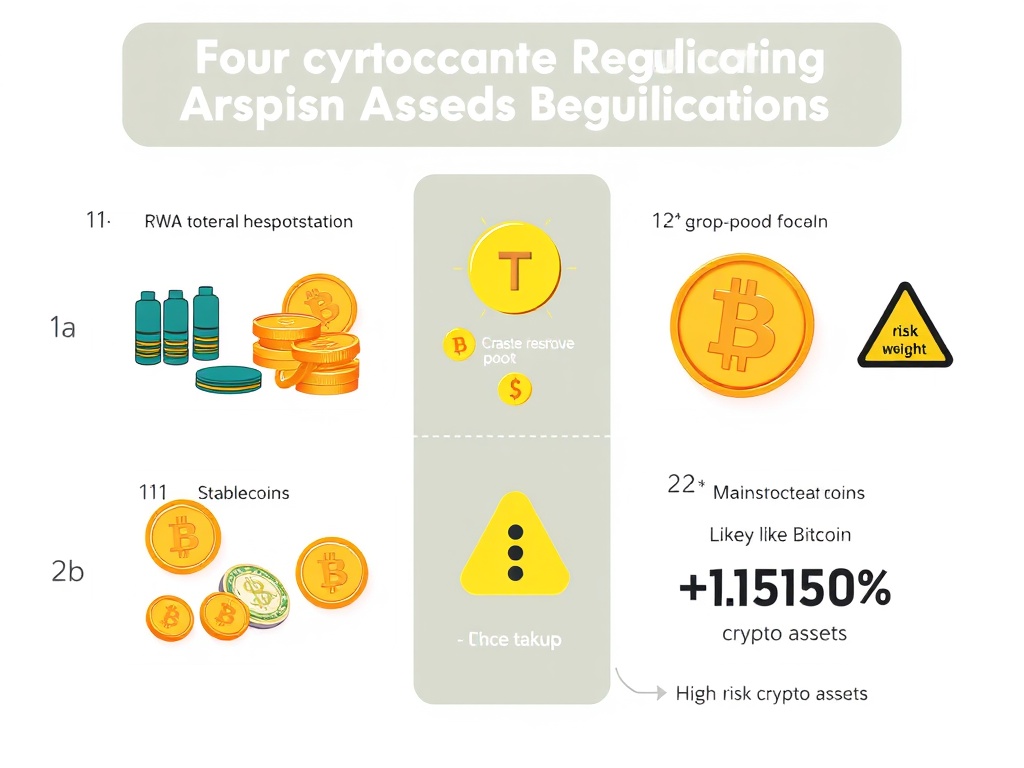 Four cyrtoccante Regulicating
Arspisn Asseds Beguilications
11· RWA toteral hespotstation
12⁴ grop-pood focaln
1a
T
Craste resrove
poot
$
risk
weight
111 Stablecoins
22* Mainstocteat coins
Likey like Bitcoin
2b
+1.15150%
crypto assets
- Ehce takup
High risk crypto assets